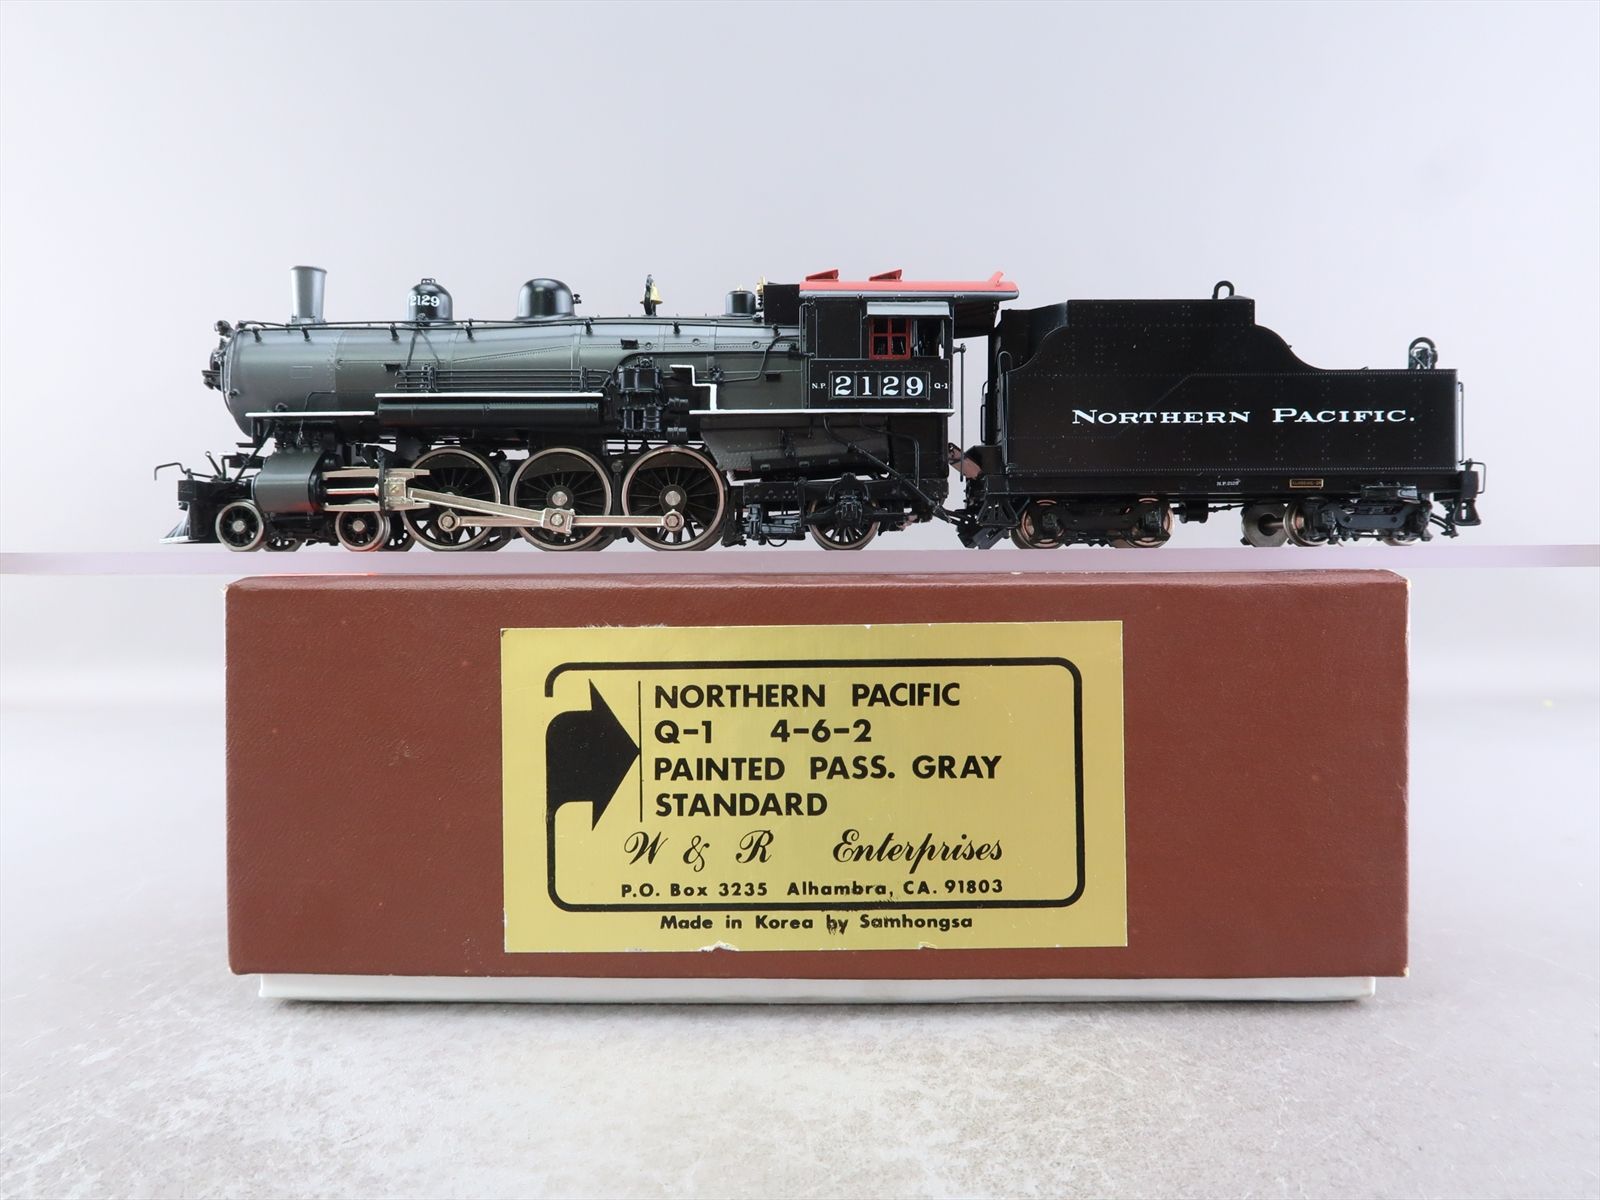 2129
N.P. 2129 Q-1
NORTHERN PACIFIC.
N.P. 2129
NORTHERN PACIFIC
Q-1 4-6-2
PAINTED PASS. GRAY
STANDARD
W & R Enterprises
P.O. Box 3235 Alhambra, CA. 91803
Made in Korea by Samhongsa